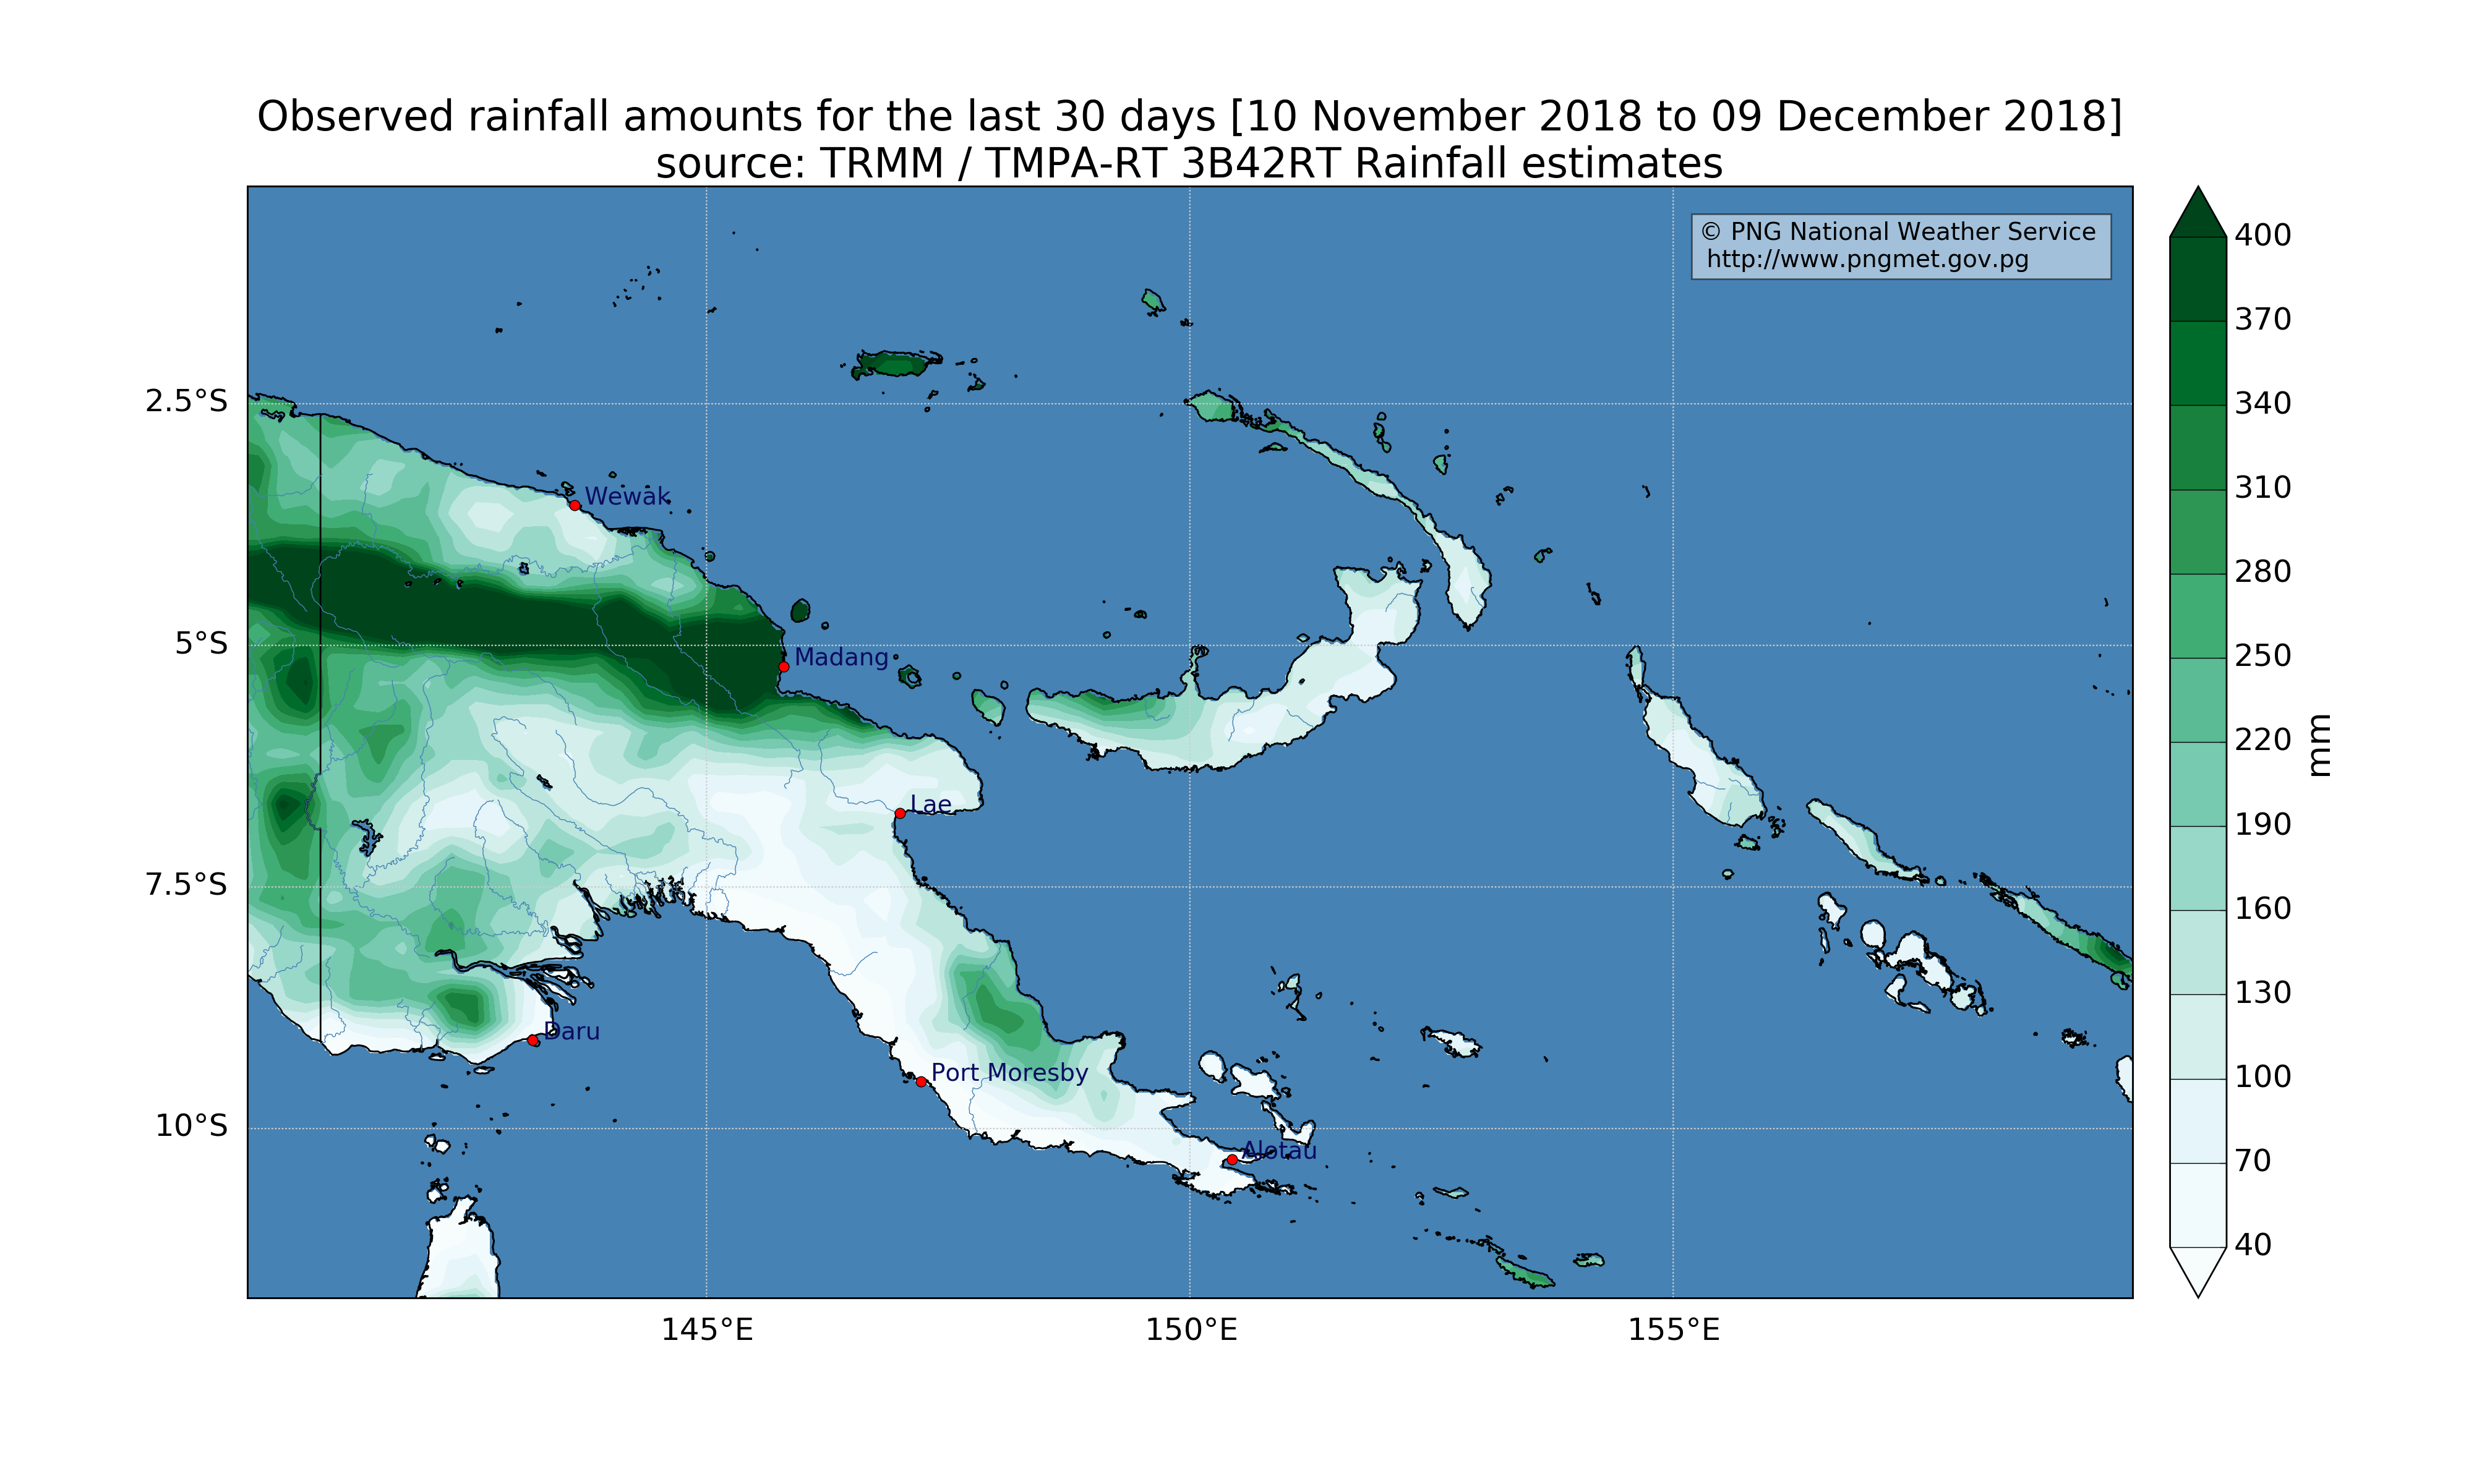 Observed rainfall amounts for the last 30 days [10 November 2018 to 09 December 2018]
source: TRMM / TMPA-RT 3B42RT Rainfall estimates
© PNG National Weather Service
http://www.pngmet.gov.pg
400
370
340
310
280
250
220
190
160
130
100
70
40
mm
2.5°S
5°S
7.5°S
10°S
Wewak
Madang
Lae
Daru
Port Moresby
Alotau
145°E
150°E
155°E